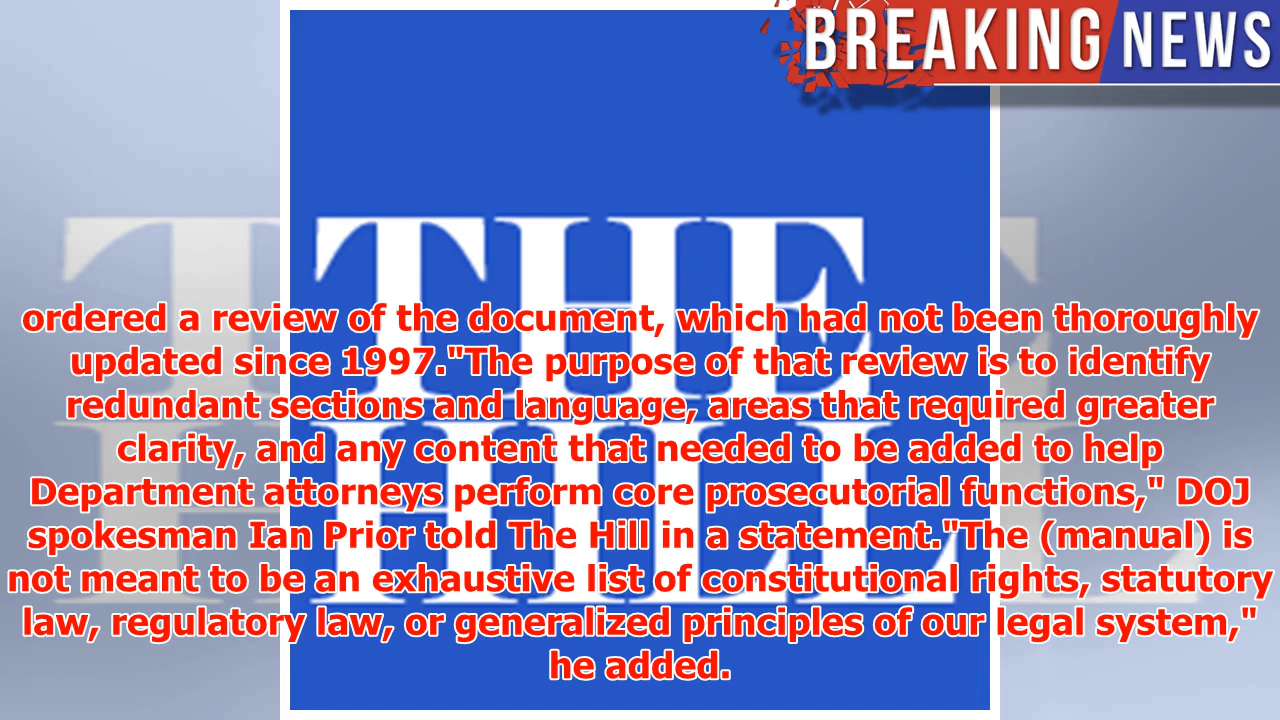 BREAKING NEWS
THE
HILL
ordered a review of the document, which had not been thoroughly
updated since 1997."The purpose of that review is to identify
redundant sections and language, areas that required greater
clarity, and any content that needed to be added to help
Department attorneys perform core prosecutorial functions," DOJ
spokesman Ian Prior told The Hill in a statement."The (manual) is
not meant to be an exhaustive list of constitutional rights, statutory
law, regulatory law, or generalized principles of our legal system,"
he added.